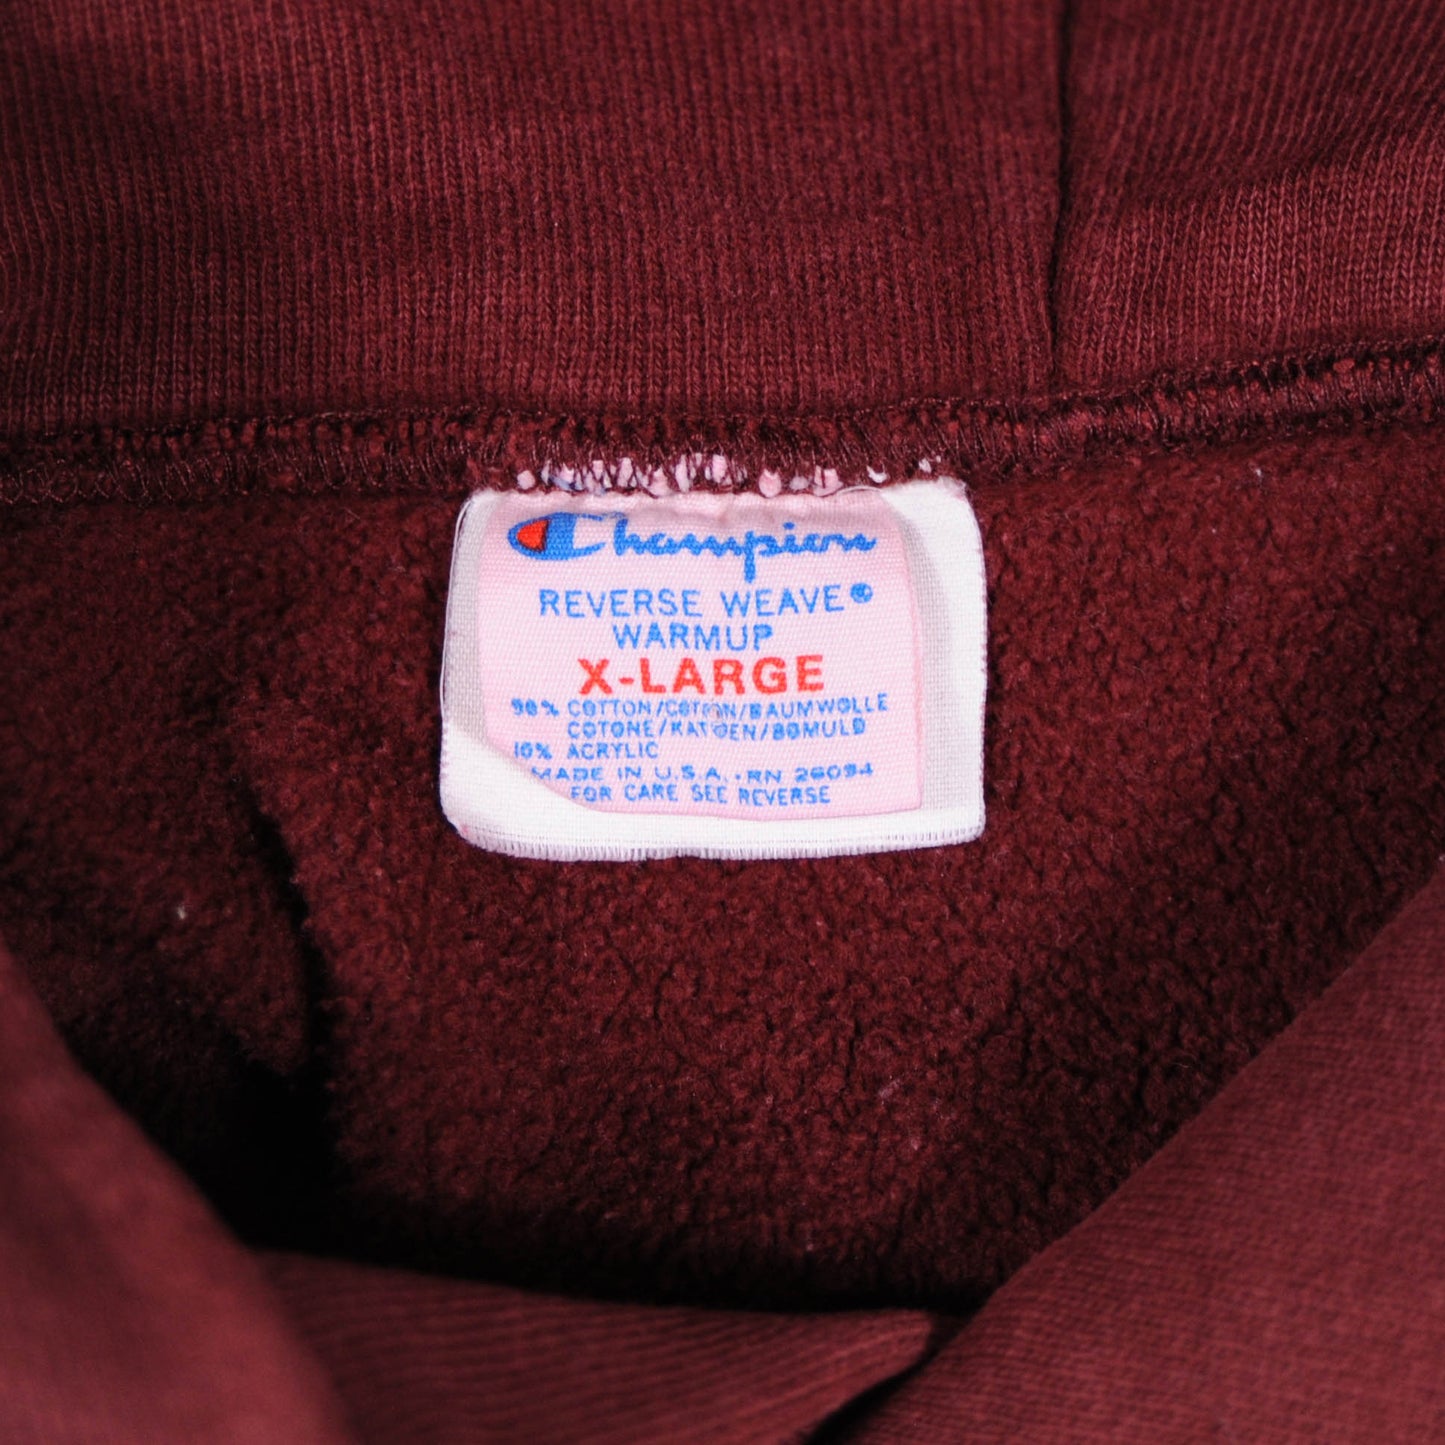 Champion
REVERSE WEAVE®
WARMUP
X-LARGE
90% COTTON/COTTON/BAUMWOLLE
COTONE/KATOEN/BOMULD
10% ACRYLIC
MADE IN U.S.A. • RN 26094
FOR CARE SEE REVERSE